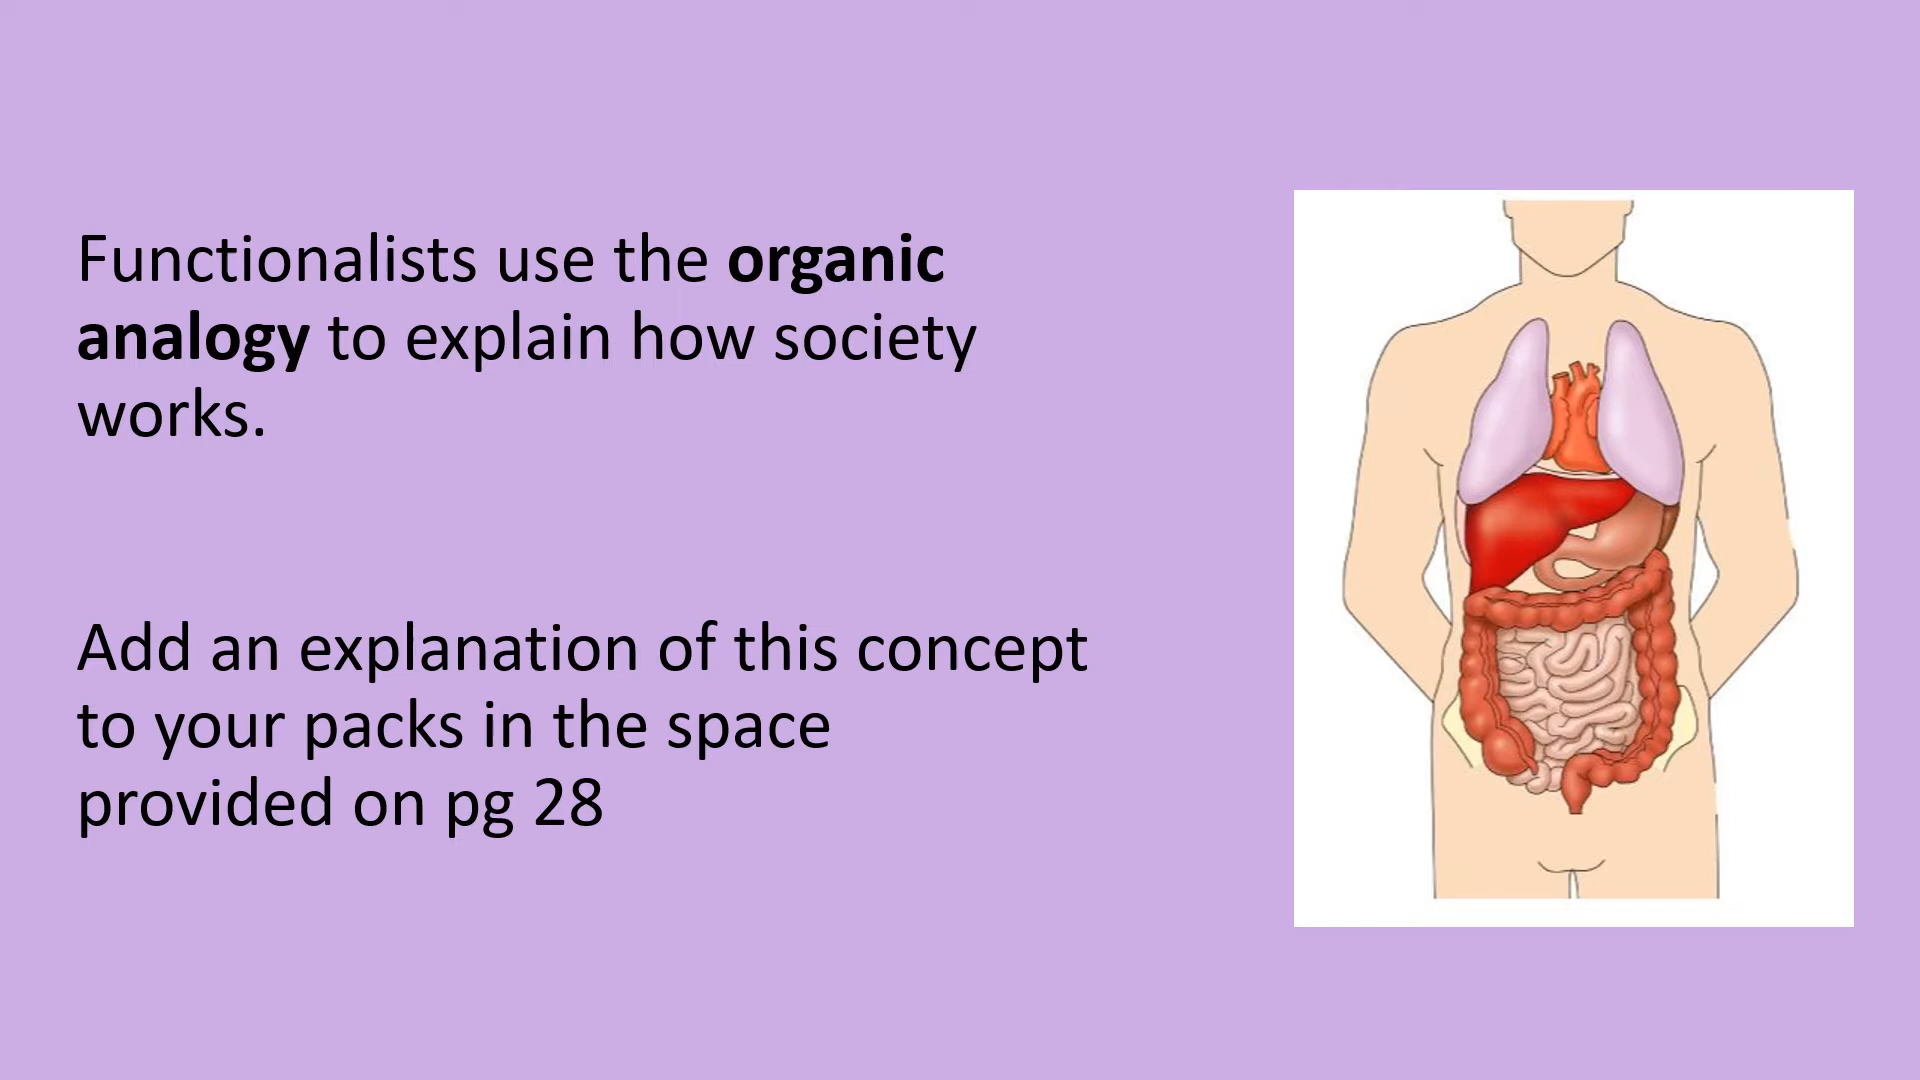 Functionalists use the organic
analogy to explain how society
works.
Add an explanation of this concept
to your packs in the space
provided on pg 28